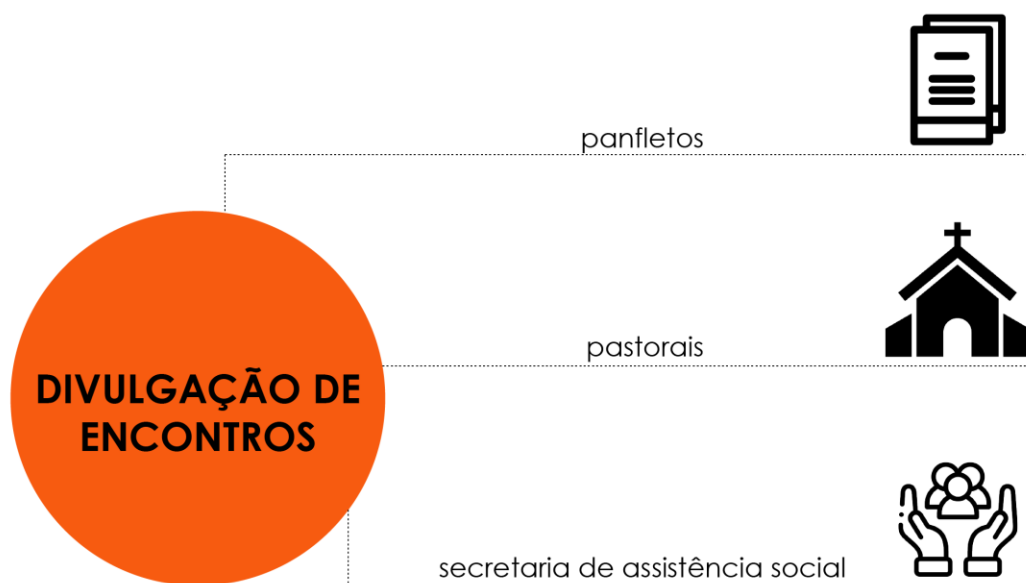 panfletos
pastorais
DIVULGAÇÃO DE
ENCONTROS
secretaria de assistência social